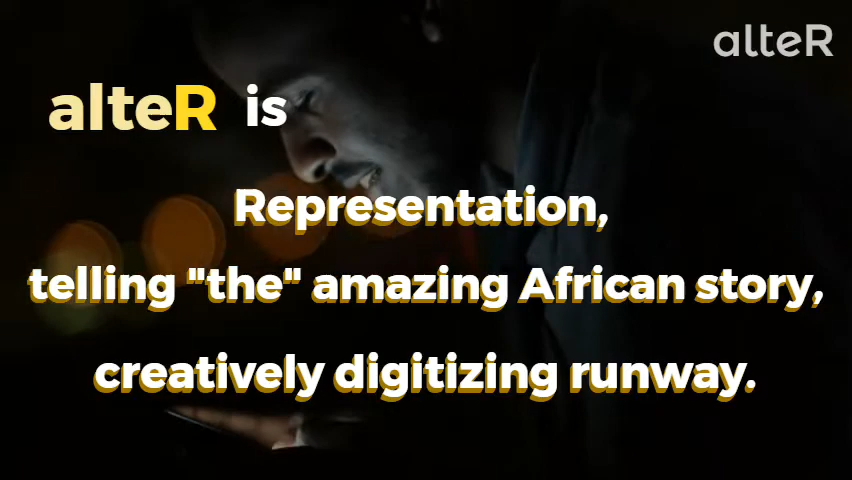 alteR
alteR is
Representation,
telling "the" amazing African story,
creatively digitizing runway.